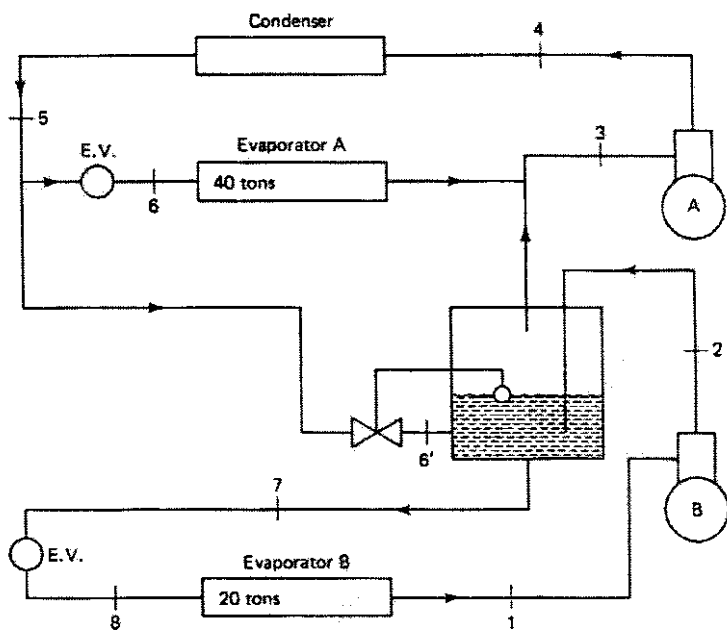 Condenser
4
5
E.V.
Evaporator A
3
40 tons
6
A
2
6'
7
B
E.V.
Evaporator B
20 tons
8
1